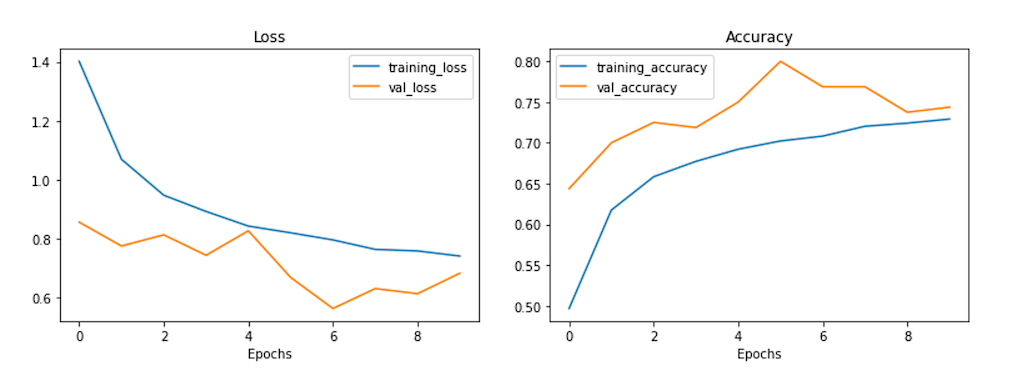 Loss
1.4
1.2
1.0
0.8
0.6
training_loss
val_loss
0 2 4 6 8
Epochs
Accuracy
0.80
0.75
0.70
0.65
0.60
0.55
0.50
training_accuracy
val_accuracy
0 2 4 6 8
Epochs